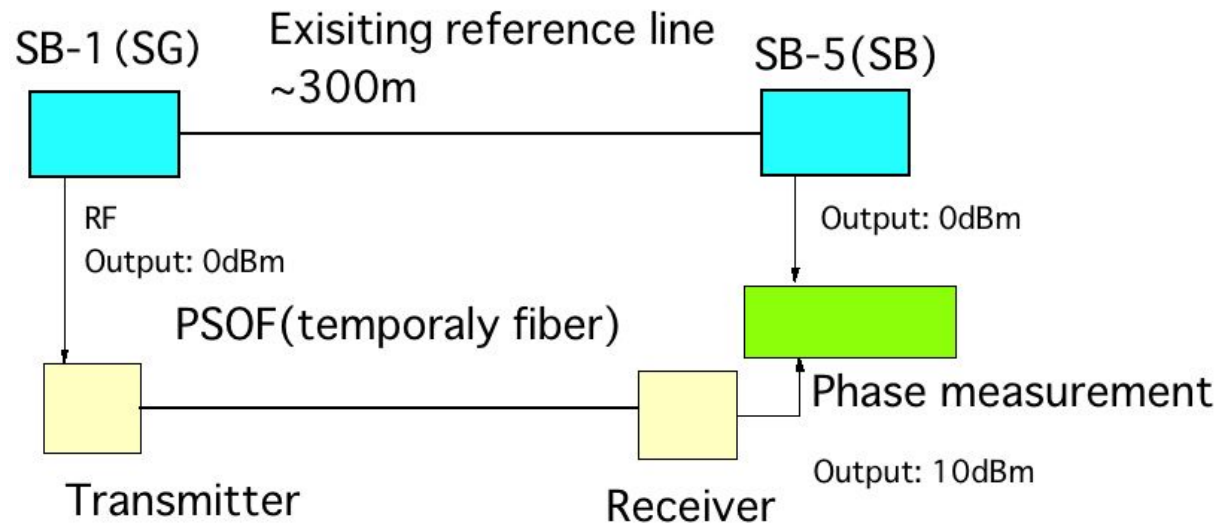 SB-1 (SG)
Exisiting reference line
~300m
SB-5(SB)
RF
Output: 0dBm
Output: 0dBm
PSOF(temporaly fiber)
Phase measurement
Output: 10dBm
Transmitter
Receiver